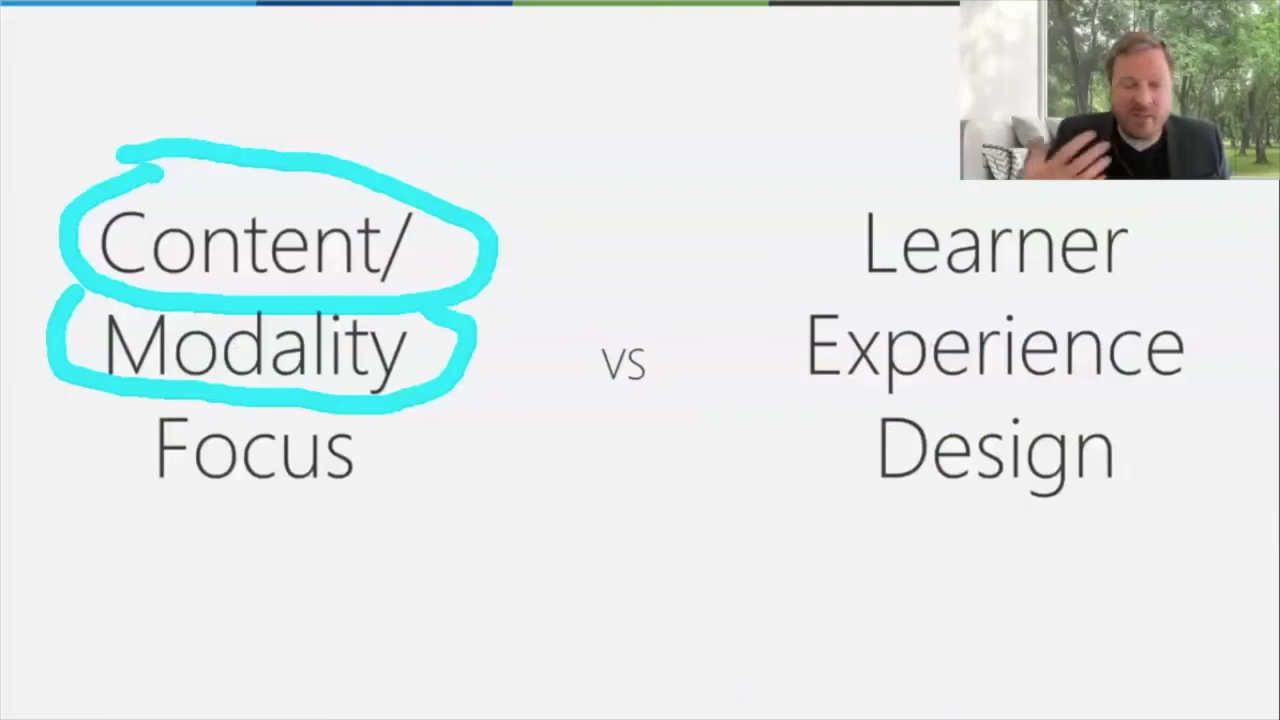 Content/
Modality
Focus
vs
Learner
Experience
Design